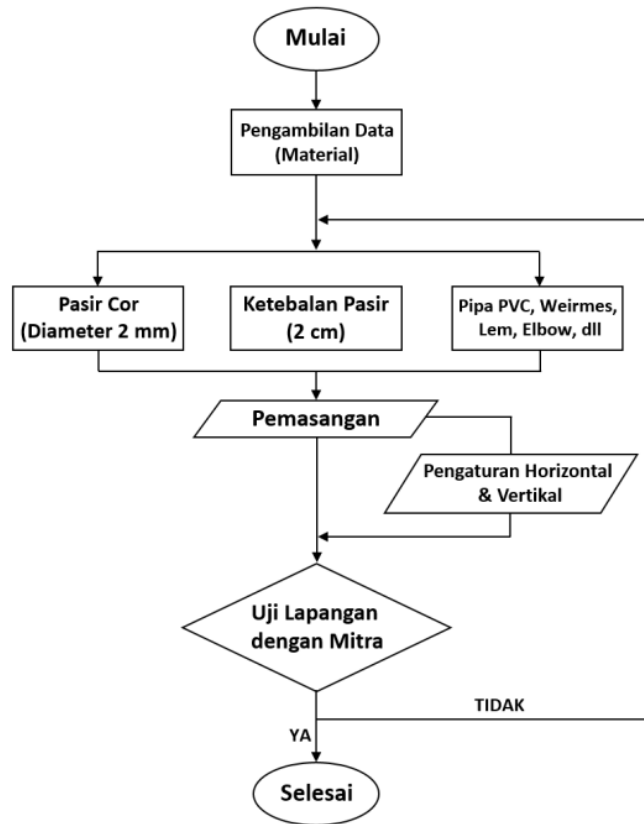 Mulai
Pengambilan Data
(Material)
Pasir Cor
(Diameter 2 mm)
Ketebalan Pasir
(2 cm)
Pipa PVC, Weirmes,
Lem, Elbow, dll
Pemasangan
Pengaturan Horizontal
& Vertikal
Uji Lapangan
dengan Mitra
TIDAK
YA
Selesai